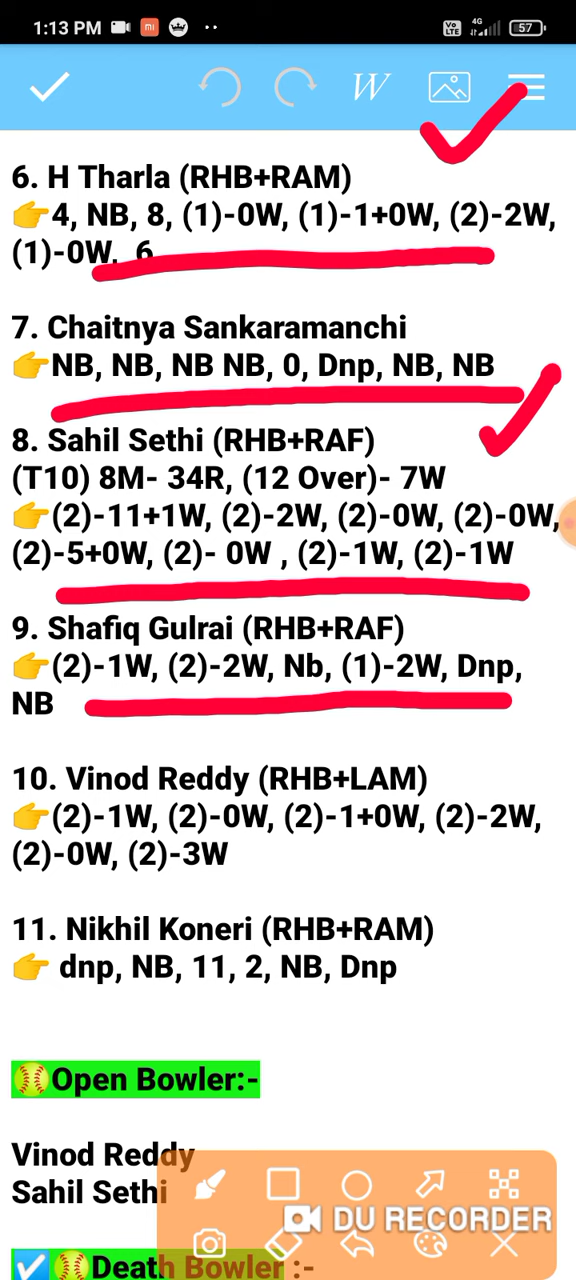 1:13 PM
Vo LTE 4G 57
W
6. H Tharla (RHB+RAM)
👉4, NB, 8, (1)-0W, (1)-1+0W, (2)-2W,
(1)-0W, 6
7. Chaitnya Sankaramanchi
👉NB, NB, NB NB, 0, Dnp, NB, NB
8. Sahil Sethi (RHB+RAF)
(T10) 8M- 34R, (12 Over)- 7W
👉(2)-11+1W, (2)-2W, (2)-0W, (2)-0W,
(2)-5+0W, (2)- 0W , (2)-1W, (2)-1W
9. Shafiq Gulrai (RHB+RAF)
👉(2)-1W, (2)-2W, Nb, (1)-2W, Dnp,
NB
10. Vinod Reddy (RHB+LAM)
👉(2)-1W, (2)-0W, (2)-1+0W, (2)-2W,
(2)-0W, (2)-3W
11. Nikhil Koneri (RHB+RAM)
👉 dnp, NB, 11, 2, NB, Dnp
⚾Open Bowler:-
Vinod Reddy
Sahil Sethi
DU RECORDER
☑️⚾Death Bowler :-